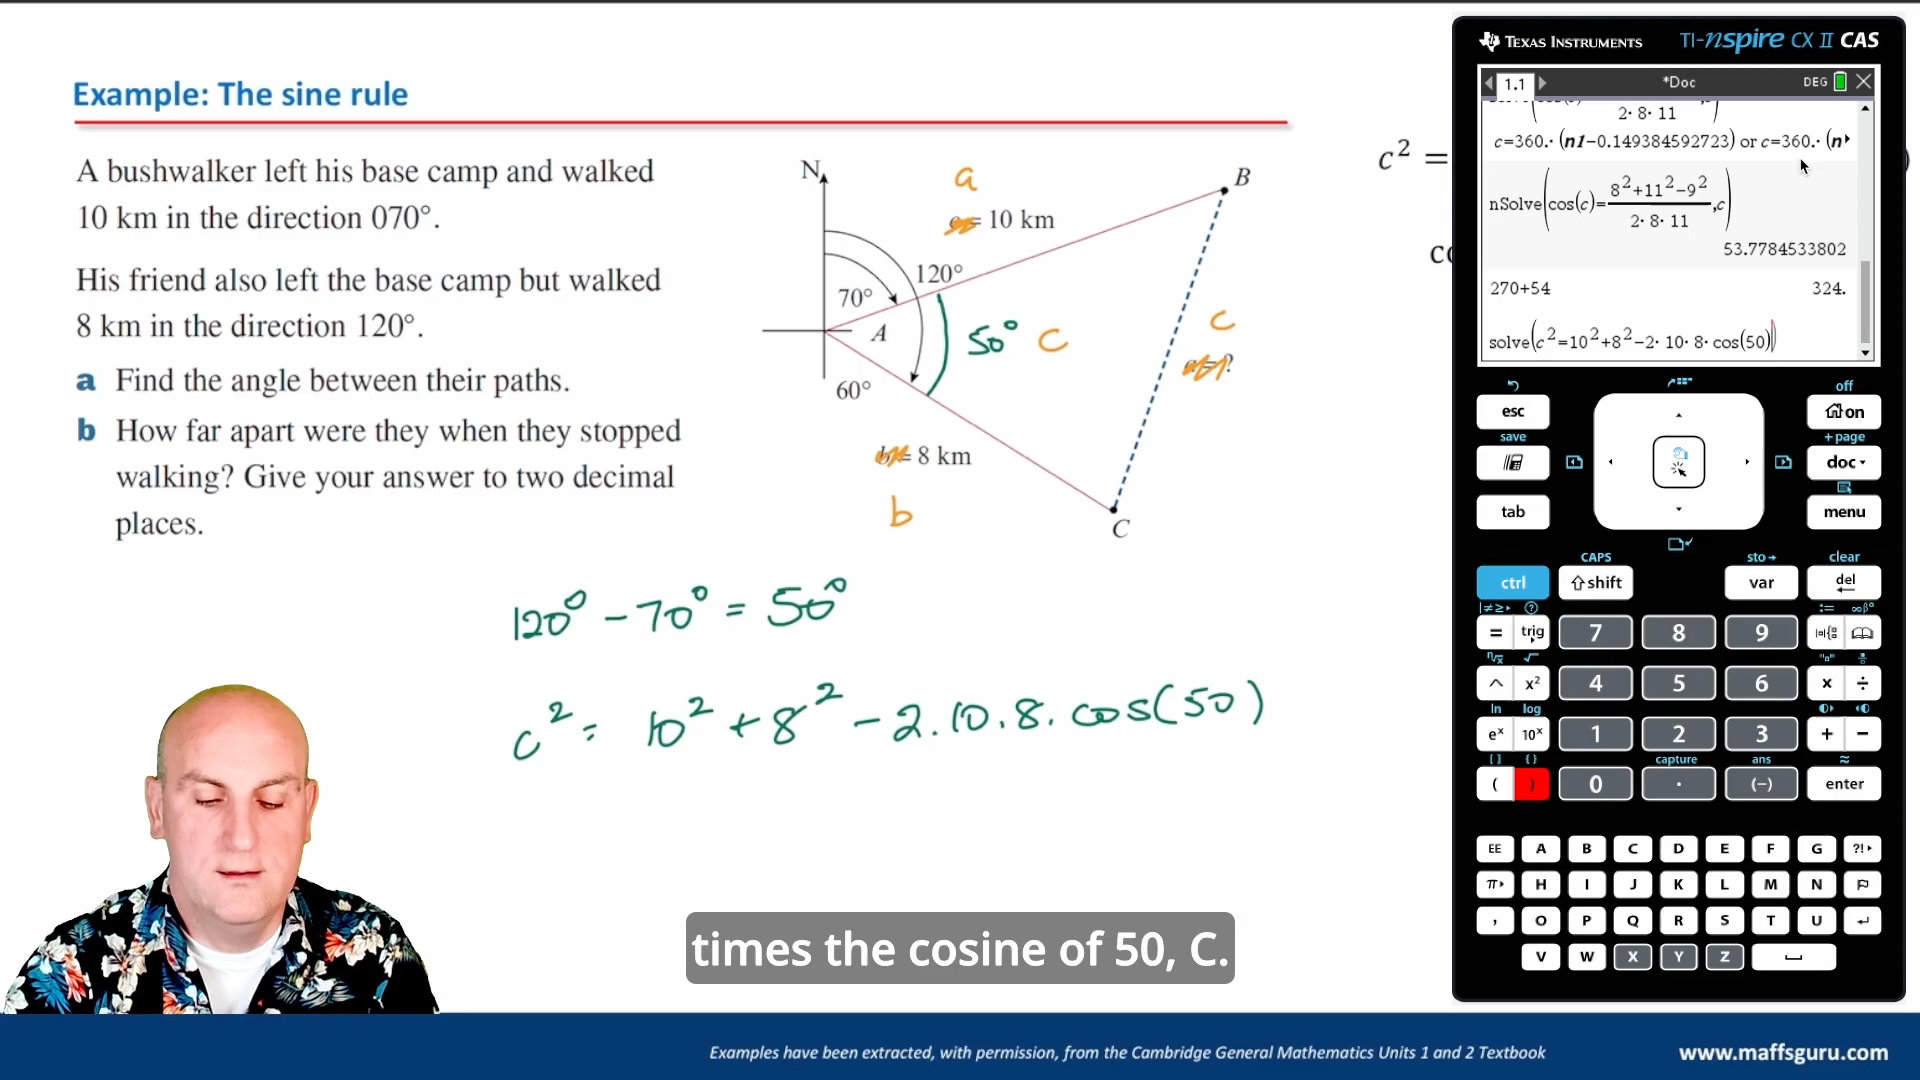 Example: The sine rule
A bushwalker left his base camp and walked
10 km in the direction 070°.
His friend also left the base camp but walked
8 km in the direction 120°.
a Find the angle between their paths.
b How far apart were they when they stopped
walking? Give your answer to two decimal
places.
N
a
= 10 km
B
120°
70°
A
50° C
c
?
60°
= 8 km
b
C
120° - 70° = 50°
c² = 10² + 8² - 2.10.8.cos(50)
c² =
times the cosine of 50, C.
Examples have been extracted, with permission, from the Cambridge General Mathematics Units 1 and 2 Textbook
www.maffsguru.com
TEXAS INSTRUMENTS TI-nspire CX II CAS
1.1 *Doc DEG
2· 8· 11
c=360.· (n1-0.149384592723) or c=360.· (n
nSolve(cos(c)=(8²+11²-9²)/(2· 8· 11),c)
53.7784533802
270+54 324.
solve(c²=10²+8²-2· 10· 8· cos(50))
off
esc on
save +page
doc
tab menu
CAPS sto→ clear
ctrl shift var del
= trig 7 8 9
^ x² 4 5 6 × ÷
ln log
eˣ 10ˣ 1 2 3 + −
[ ] { } capture ans ≈
( ) 0 . (−) enter
EE A B C D E F G ?!
π H I J K L M N
, O P Q R S T U
V W X Y Z